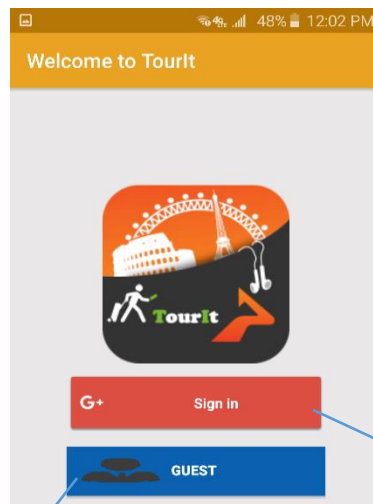 48% 12:02 PM
Welcome to TourIt
TourIt
G+ Sign in
GUEST